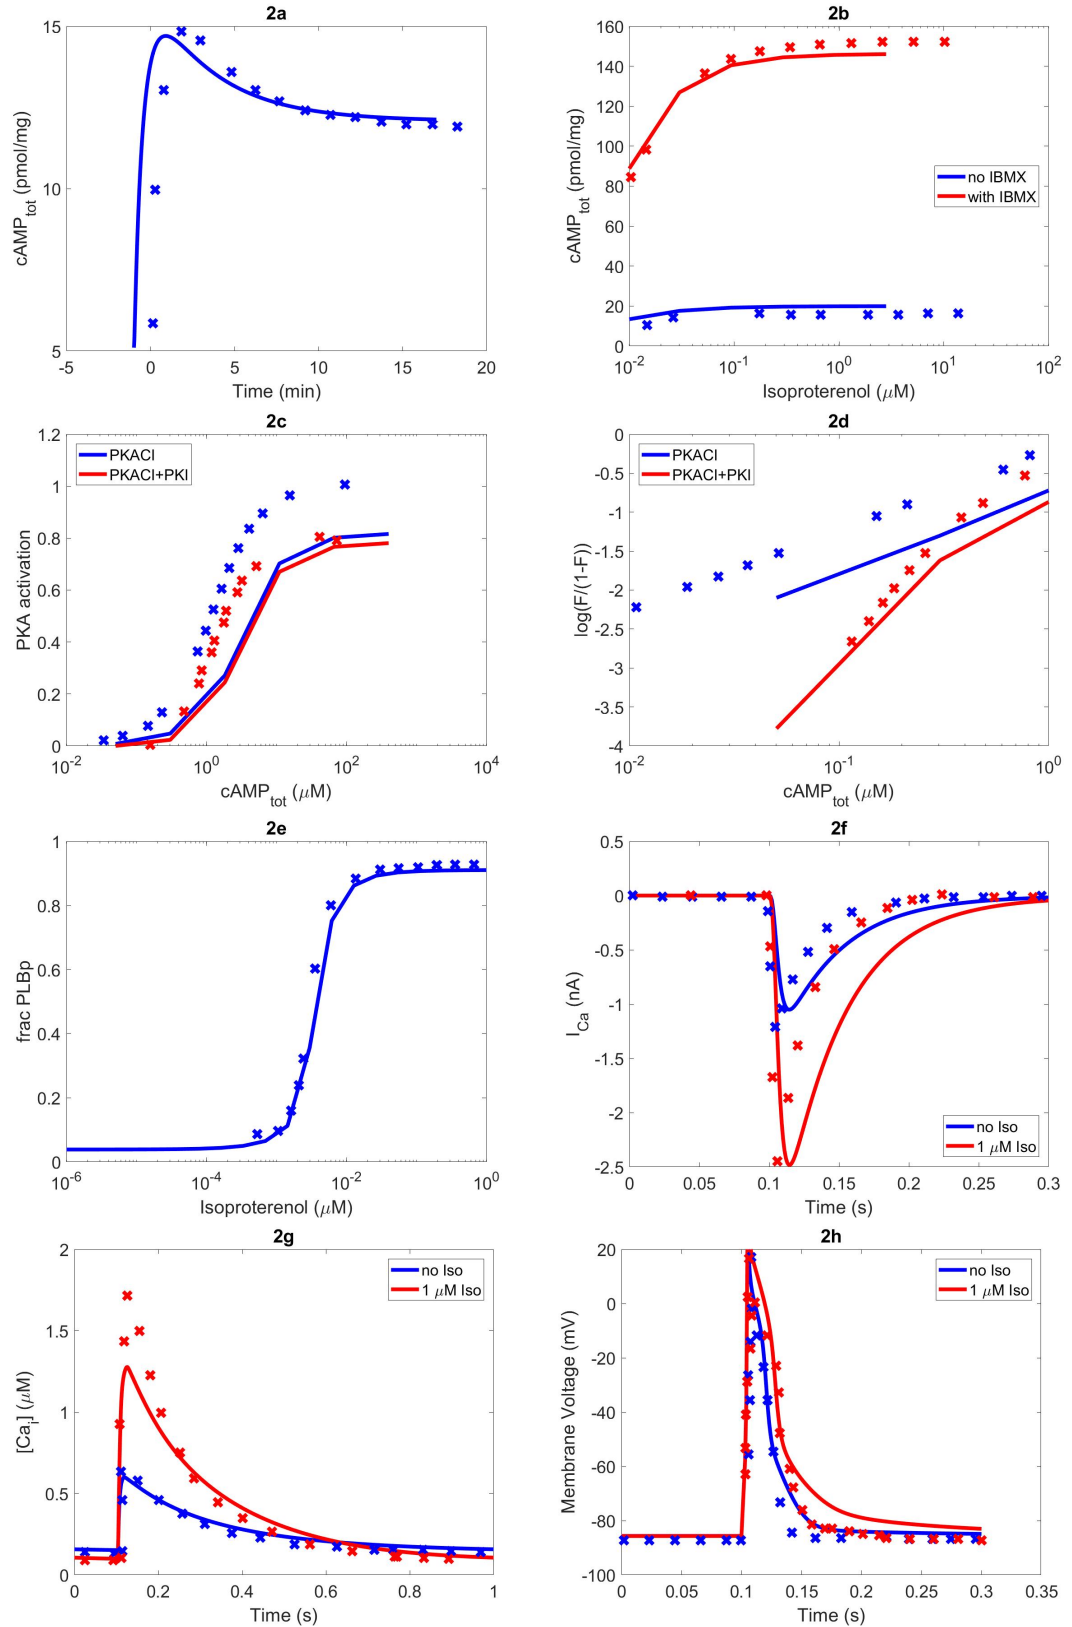 2a
15
10
5
-5 0 5 10 15 20
Time (min)
cAMP_tot (pmol/mg)
2b
160
140
120
100
80
60
40
20
0
no IBMX
with IBMX
10^-2 10^-1 10^0 10^1 10^2
Isoproterenol (μM)
cAMP_tot (pmol/mg)
2c
1.2
1
0.8
0.6
0.4
0.2
0
PKACI
PKACI+PKI
10^-2 10^0 10^2 10^4
cAMP_tot (μM)
PKA activation
2d
0
-0.5
-1
-1.5
-2
-2.5
-3
-3.5
-4
PKACI
PKACI+PKI
10^-2 10^-1 10^0
cAMP_tot (μM)
log(F/(1-F))
2e
1
0.8
0.6
0.4
0.2
0
10^-6 10^-4 10^-2 10^0
Isoproterenol (μM)
frac PLBp
2f
0.5
0
-0.5
-1
-1.5
-2
-2.5
no Iso
1 μM Iso
0 0.05 0.1 0.15 0.2 0.25 0.3
Time (s)
I_Ca (nA)
2g
2
1.5
1
0.5
0
no Iso
1 μM Iso
0 0.2 0.4 0.6 0.8 1
Time (s)
[Ca_i] (μM)
2h
20
0
-20
-40
-60
-80
-100
no Iso
1 μM Iso
0 0.05 0.1 0.15 0.2 0.25 0.3 0.35
Time (s)
Membrane Voltage (mV)